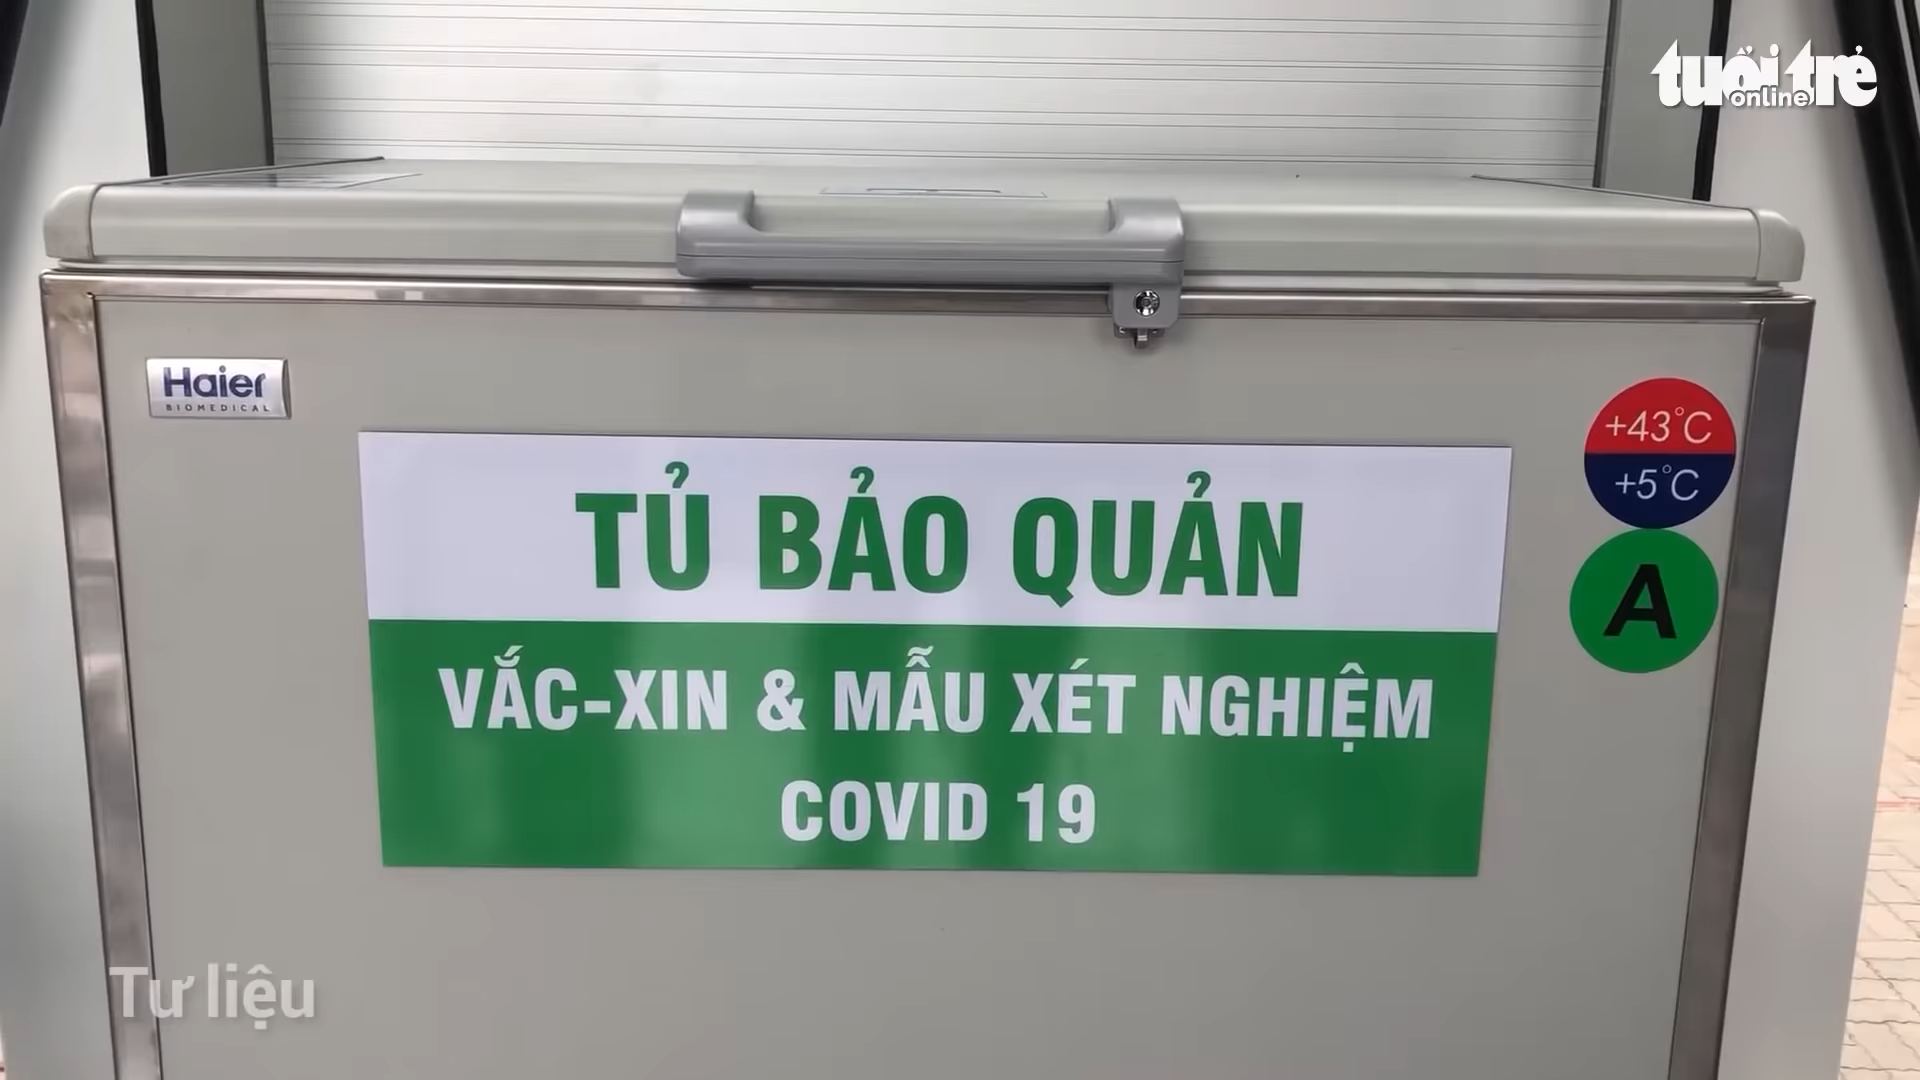 tuổi trẻ
online
Haier
BIOMEDICAL
+43°C
+5°C
A
TỦ BẢO QUẢN
VẮC-XIN & MẪU XÉT NGHIỆM
COVID 19
Tư liệu